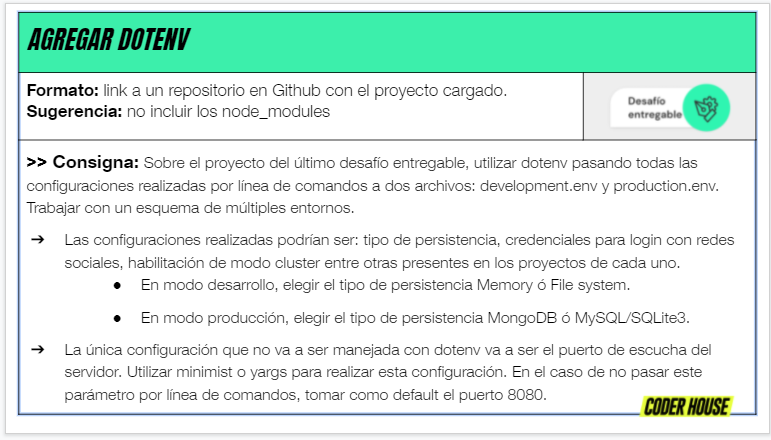 AGREGAR DOTENV
Formato: link a un repositorio en Github con el proyecto cargado.
Sugerencia: no incluir los node_modules
Desafío
entregable
>> Consigna: Sobre el proyecto del último desafío entregable, utilizar dotenv pasando todas las
configuraciones realizadas por línea de comandos a dos archivos: development.env y production.env.
Trabajar con un esquema de múltiples entornos.
➔ Las configuraciones realizadas podrían ser: tipo de persistencia, credenciales para login con redes
sociales, habilitación de modo cluster entre otras presentes en los proyectos de cada uno.
● En modo desarrollo, elegir el tipo de persistencia Memory ó File system.
● En modo producción, elegir el tipo de persistencia MongoDB ó MySQL/SQLite3.
➔ La única configuración que no va a ser manejada con dotenv va a ser el puerto de escucha del
servidor. Utilizar minimist o yargs para realizar esta configuración. En el caso de no pasar este
parámetro por línea de comandos, tomar como default el puerto 8080.
CODER HOUSE